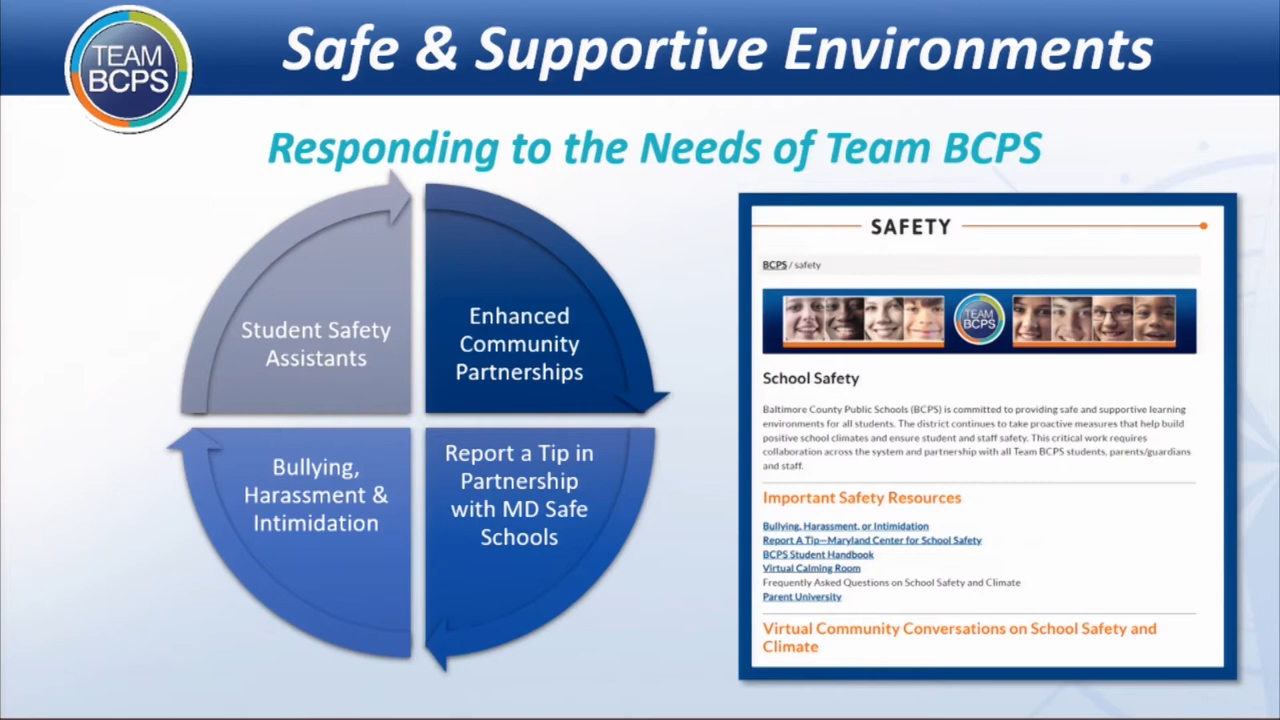 TEAM
BCPS
Safe & Supportive Environments
Responding to the Needs of Team BCPS
Student Safety
Assistants
Enhanced
Community
Partnerships
Bullying,
Harassment &
Intimidation
Report a Tip in
Partnership
with MD Safe
Schools
SAFETY
BCPS / safety
TEAM
BCPS
School Safety
Baltimore County Public Schools (BCPS) is committed to providing safe and supportive learning
environments for all students. The district continues to take proactive measures that help build
positive school climates and ensure student and staff safety. This critical work requires
collaboration across the system and partnership with all Team BCPS students, parents/guardians
and staff.
Important Safety Resources
Bullying, Harassment, or Intimidation
Report A Tip—Maryland Center for School Safety
BCPS Student Handbook
Virtual Calming Room
Frequently Asked Questions on School Safety and Climate
Parent University
Virtual Community Conversations on School Safety and
Climate